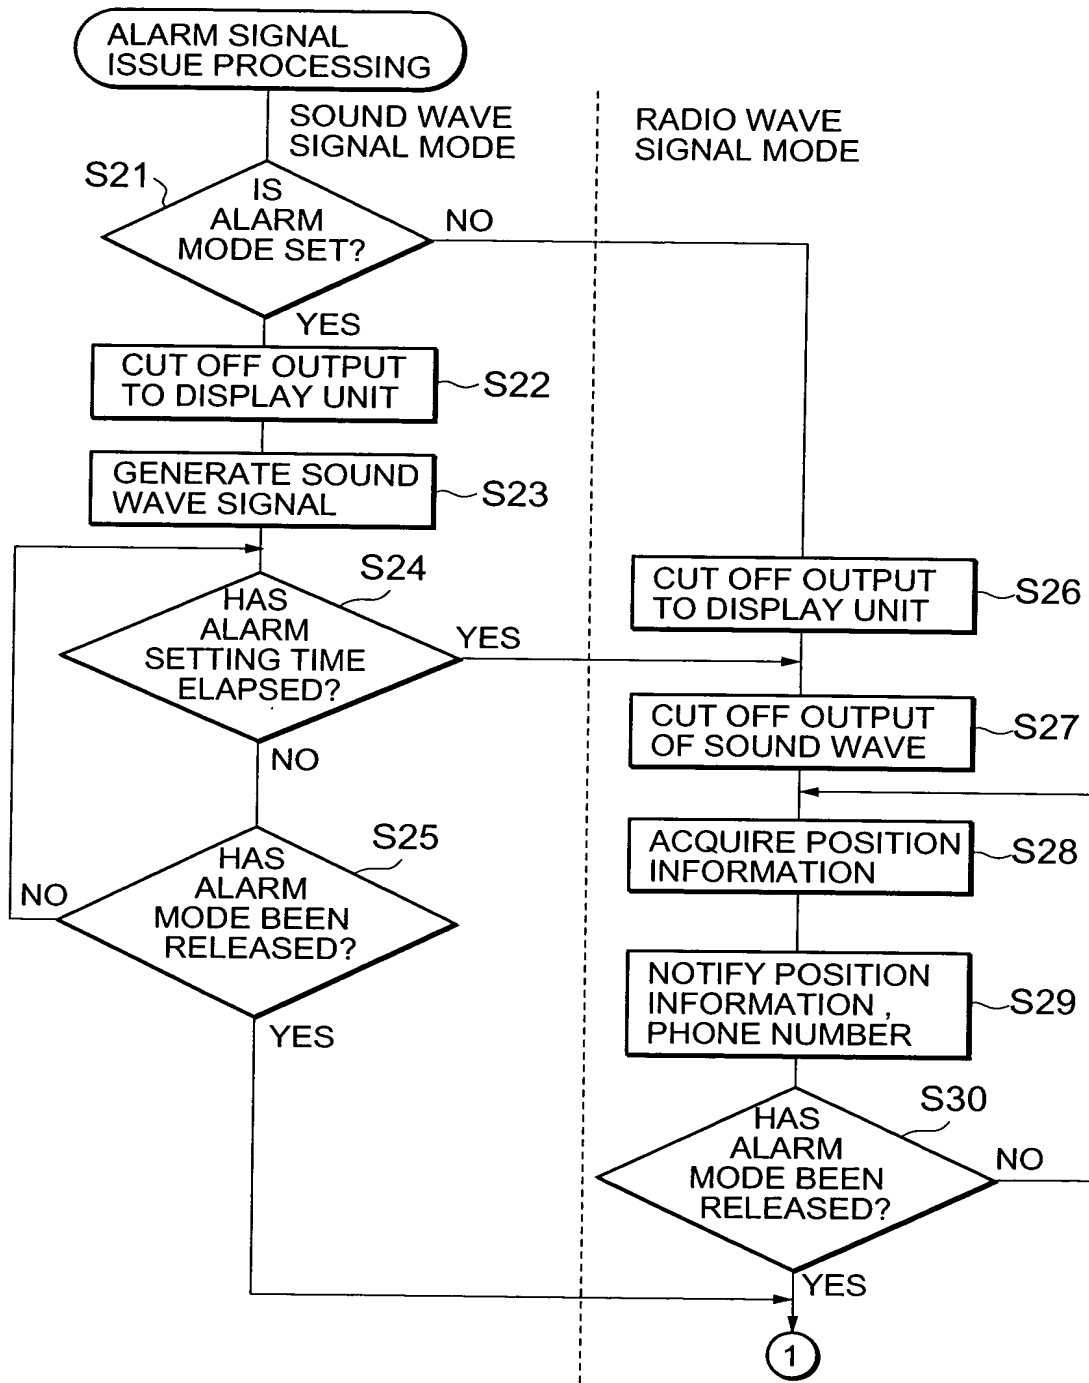 ALARM SIGNAL
ISSUE PROCESSING
SOUND WAVE
SIGNAL MODE
RADIO WAVE
SIGNAL MODE
S21
IS
ALARM
MODE SET?
NO
YES
CUT OFF OUTPUT
TO DISPLAY UNIT
S22
GENERATE SOUND
WAVE SIGNAL
S23
S24
HAS
ALARM
SETTING TIME
ELAPSED?
YES
NO
S25
HAS
ALARM
MODE BEEN
RELEASED?
NO
YES
CUT OFF OUTPUT
TO DISPLAY UNIT
S26
CUT OFF OUTPUT
OF SOUND WAVE
S27
ACQUIRE POSITION
INFORMATION
S28
NOTIFY POSITION
INFORMATION ,
PHONE NUMBER
S29
S30
HAS
ALARM
MODE BEEN
RELEASED?
NO
YES
1